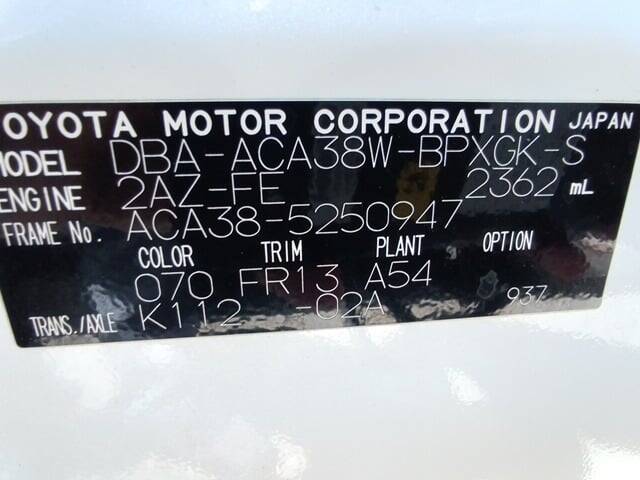 TOYOTA MOTOR CORPORATION JAPAN
MODEL DBA-ACA38W-BPXGK-S
ENGINE 2AZ-FE 2362 mL
FRAME No. ACA38-5250947
COLOR TRIM PLANT OPTION
070 FR13 A54
TRANS./AXLE K112 -02A 937